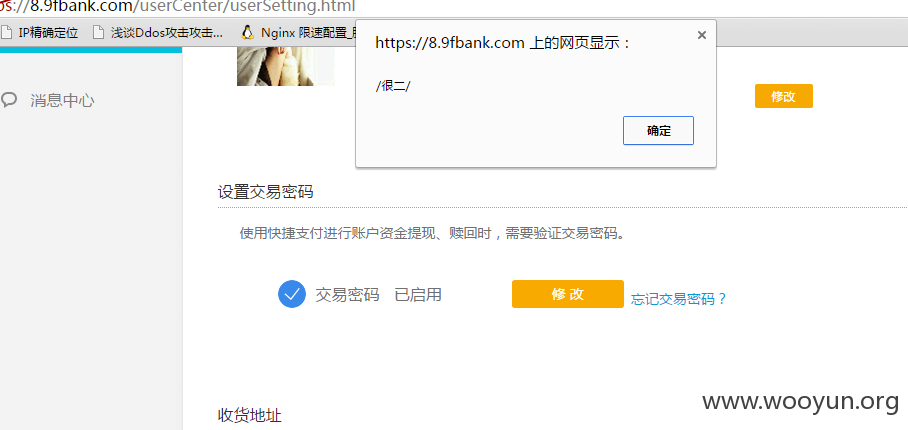 s://8.9fbank.com/userCenter/userSetting.html
IP精确定位 浅谈Ddos攻击攻击... Nginx 限速配置_
https://8.9fbank.com 上的网页显示：
/很二/
确定
消息中心
修改
设置交易密码
使用快捷支付进行账户资金提现、赎回时，需要验证交易密码。
交易密码 已启用 修 改 忘记交易密码？
收货地址
www.wooyun.org